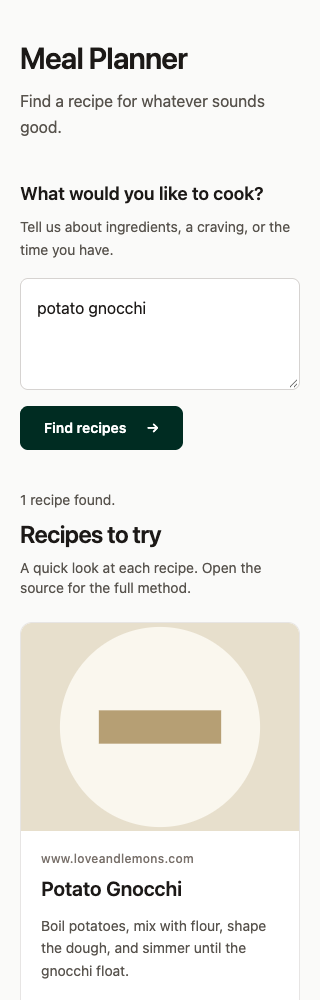 Meal Planner
Find a recipe for whatever sounds
good.
What would you like to cook?
Tell us about ingredients, a craving, or the
time you have.
potato gnocchi
Find recipes →
1 recipe found.
Recipes to try
A quick look at each recipe. Open the
source for the full method.
www.loveandlemons.com
Potato Gnocchi
Boil potatoes, mix with flour, shape
the dough, and simmer until the
gnocchi float.